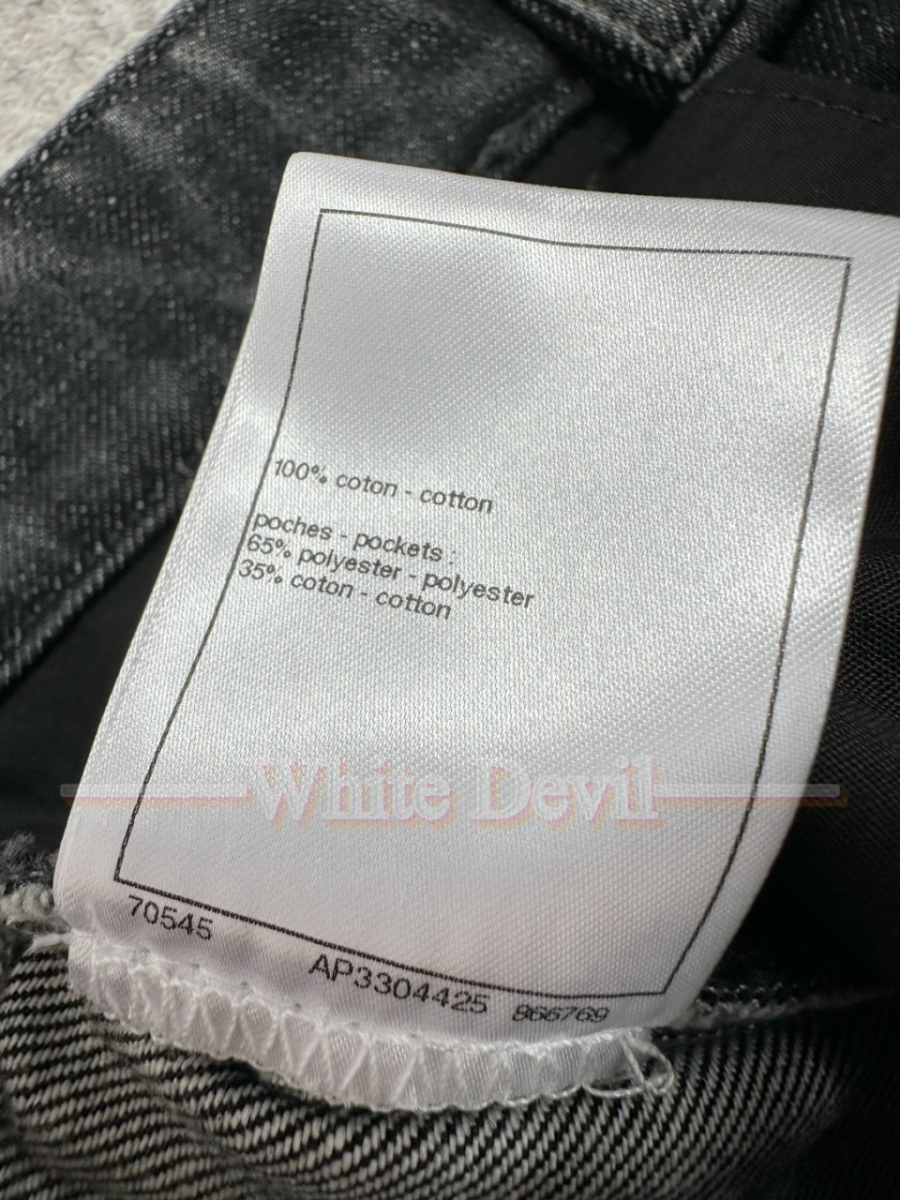 100% coton - cotton
poches - pockets :
65% polyester - polyester
35% coton - cotton
White Devil
70545
AP3304425 866769